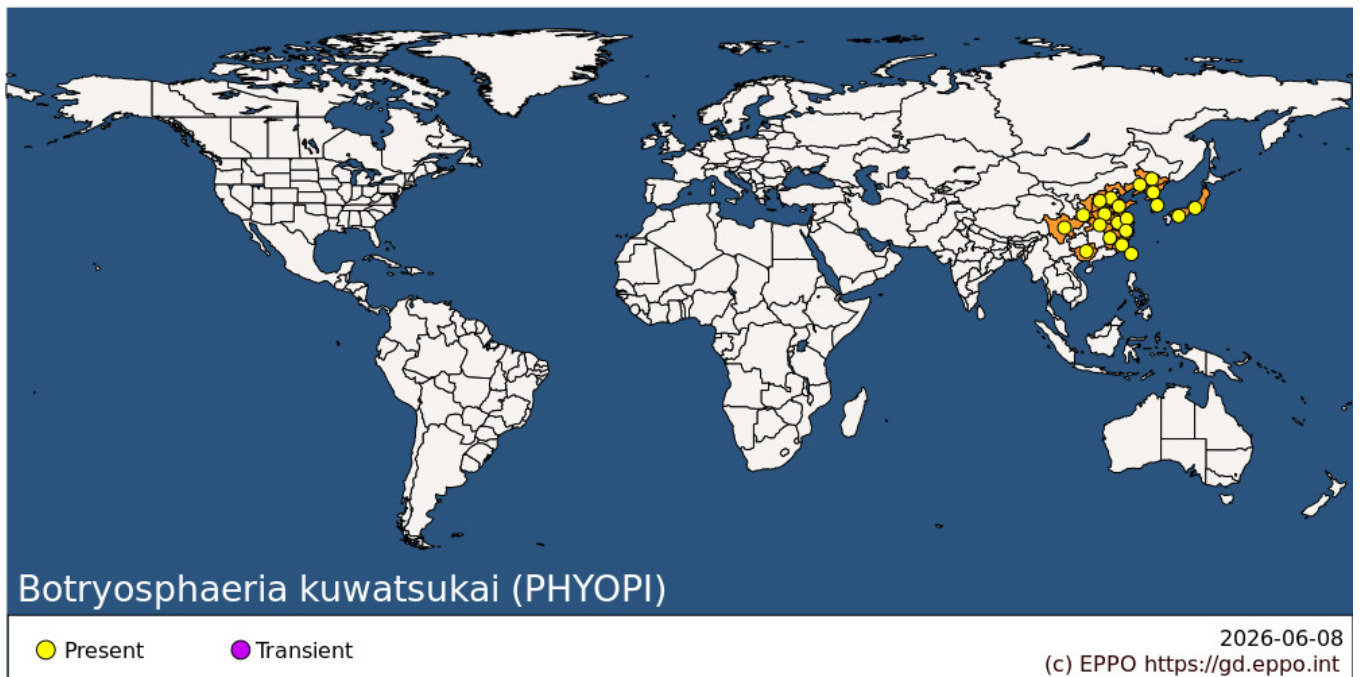 Botryosphaeria kuwatsukai (PHYOPI)
Present
Transient
2026-06-08
(c) EPPO https://gd.eppo.int